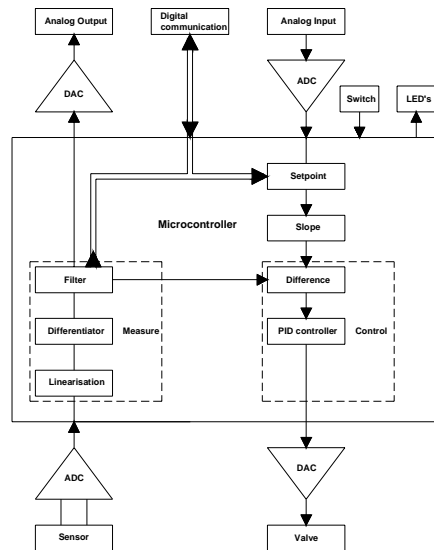 Analog Output
Digital
communication
Analog Input
DAC
ADC
Switch
LED's
Setpoint
Microcontroller
Slope
Filter
Difference
Differentiator
Measure
PID controller
Control
Linearisation
ADC
DAC
Sensor
Valve